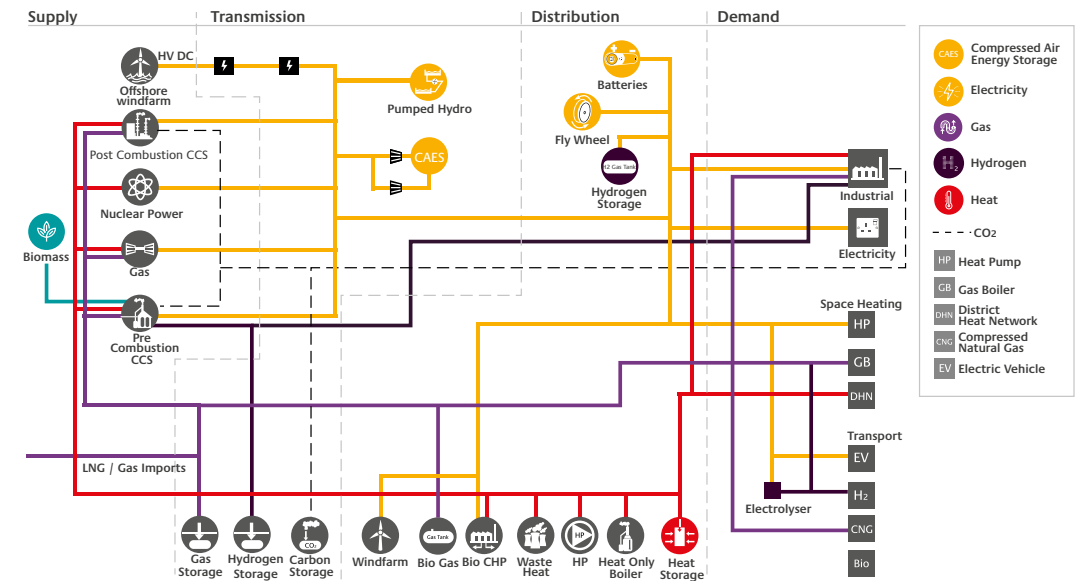 Supply
Transmission
Distribution
Demand
HV DC
Offshore
windfarm
Post Combustion CCS
Nuclear Power
Biomass
Gas
Pre
Combustion
CCS
LNG / Gas Imports
Pumped Hydro
CAES
Batteries
Fly Wheel
H2 Gas Tank
Hydrogen
Storage
Industrial
Electricity
Space Heating
HP
GB
DHN
Transport
EV
H2
CNG
Bio
Electrolyser
Gas
Storage
Hydrogen
Storage
CO2
Carbon
Storage
Windfarm
Gas Tank
Bio Gas
Bio CHP
Waste
Heat
HP
HP
Heat Only
Boiler
Heat
Storage
CAES
Compressed Air
Energy Storage
Electricity
Gas
H2
Hydrogen
Heat
CO2
HP
Heat Pump
GB
Gas Boiler
DHN
District
Heat Network
CNG
Compressed
Natural Gas
EV
Electric Vehicle